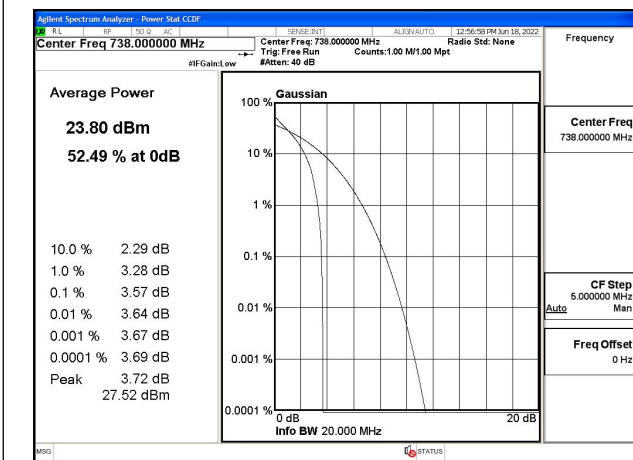 Agilent Spectrum Analyzer - Power Stat CCDF
RL RF 50 Ω AC SENSE:INT ALIGN AUTO 12:56:58 PM Jun 18, 2022
Center Freq 738.000000 MHz
Center Freq: 738.000000 MHz Radio Std: None
Trig: Free Run Counts:1.00 M/1.00 Mpt
#IFGain:Low #Atten: 40 dB
Frequency
Average Power
23.80 dBm
52.49 % at 0dB
10.0 % 2.29 dB
1.0 % 3.28 dB
0.1 % 3.57 dB
0.01 % 3.64 dB
0.001 % 3.67 dB
0.0001 % 3.69 dB
Peak 3.72 dB
27.52 dBm
Gaussian
100 %
10 %
1 %
0.1 %
0.01 %
0.001 %
0.0001 %
0 dB 20 dB
Info BW 20.000 MHz
Center Freq
738.000000 MHz
CF Step
5.000000 MHz
Auto Man
Freq Offset
0 Hz
MSG STATUS